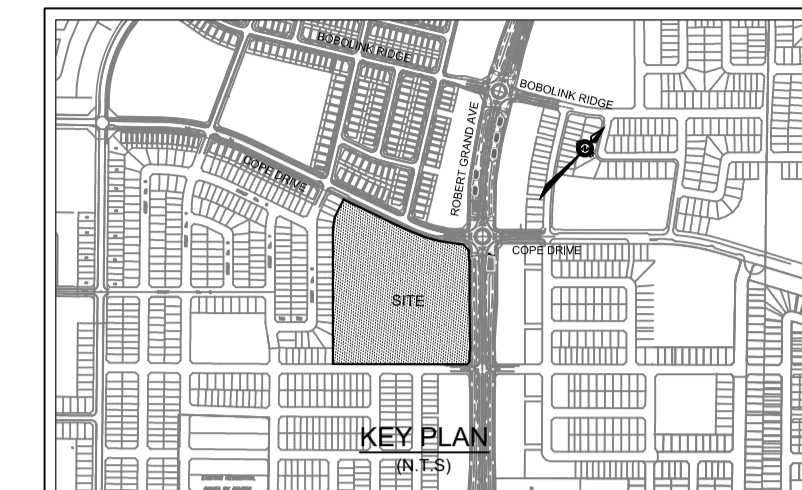 BOBOLINK RIDGE
BOBOLINK RIDGE
ROBERT GRAND AVE
COPE DRIVE
COPE DRIVE
SITE
KEY PLAN
(N.T.S)